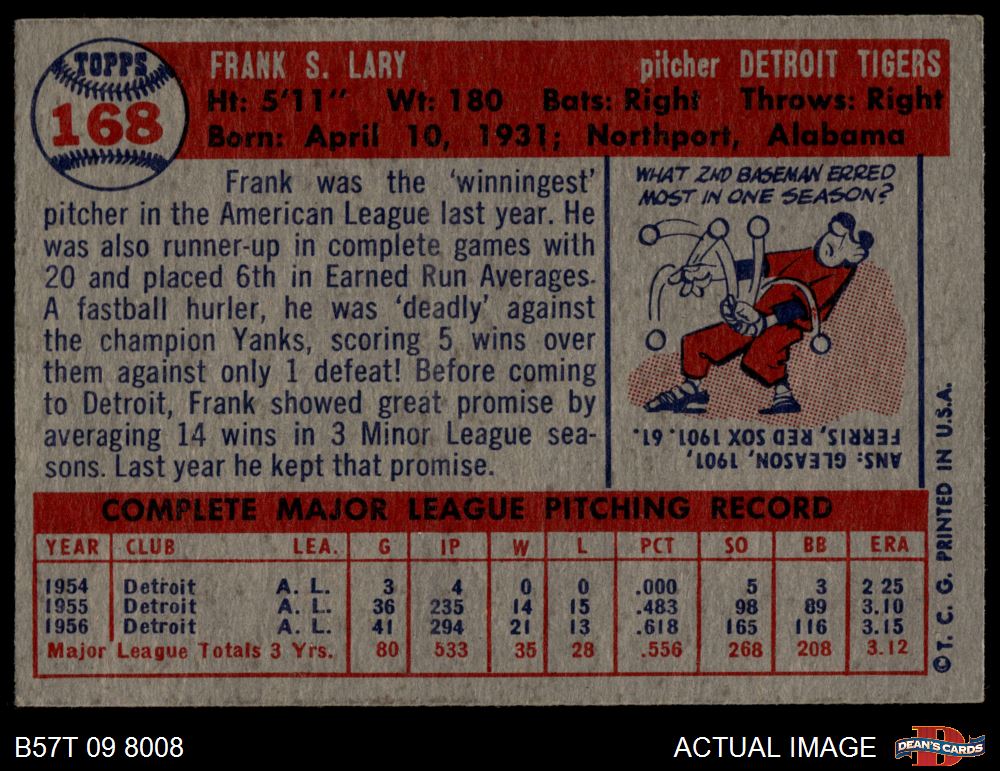 TOPPS
168
FRANK S. LARY pitcher DETROIT TIGERS
Ht: 5'11" Wt: 180 Bats: Right Throws: Right
Born: April 10, 1931; Northport, Alabama
Frank was the 'winningest'
pitcher in the American League last year. He
was also runner-up in complete games with
20 and placed 6th in Earned Run Averages.
A fastball hurler, he was 'deadly' against
the champion Yanks, scoring 5 wins over
them against only 1 defeat! Before coming
to Detroit, Frank showed great promise by
averaging 14 wins in 3 Minor League sea-
sons. Last year he kept that promise.
WHAT 2ND BASEMAN ERRED
MOST IN ONE SEASON?
ANS: GLEASON, 1901,
FERRIS, RED SOX 1901. 61.
COMPLETE MAJOR LEAGUE PITCHING RECORD
YEAR CLUB LEA. G IP W L PCT SO BB ERA
1954 Detroit A. L. 3 4 0 0 .000 5 3 2 25
1955 Detroit A. L. 36 235 14 15 .483 98 89 3.10
1956 Detroit A. L. 41 294 21 13 .618 165 116 3.15
Major League Totals 3 Yrs. 80 533 35 28 .556 268 208 3.12
© T. C. G. PRINTED IN U.S.A.
B57T 09 8008 ACTUAL IMAGE
DEAN'S CARDS